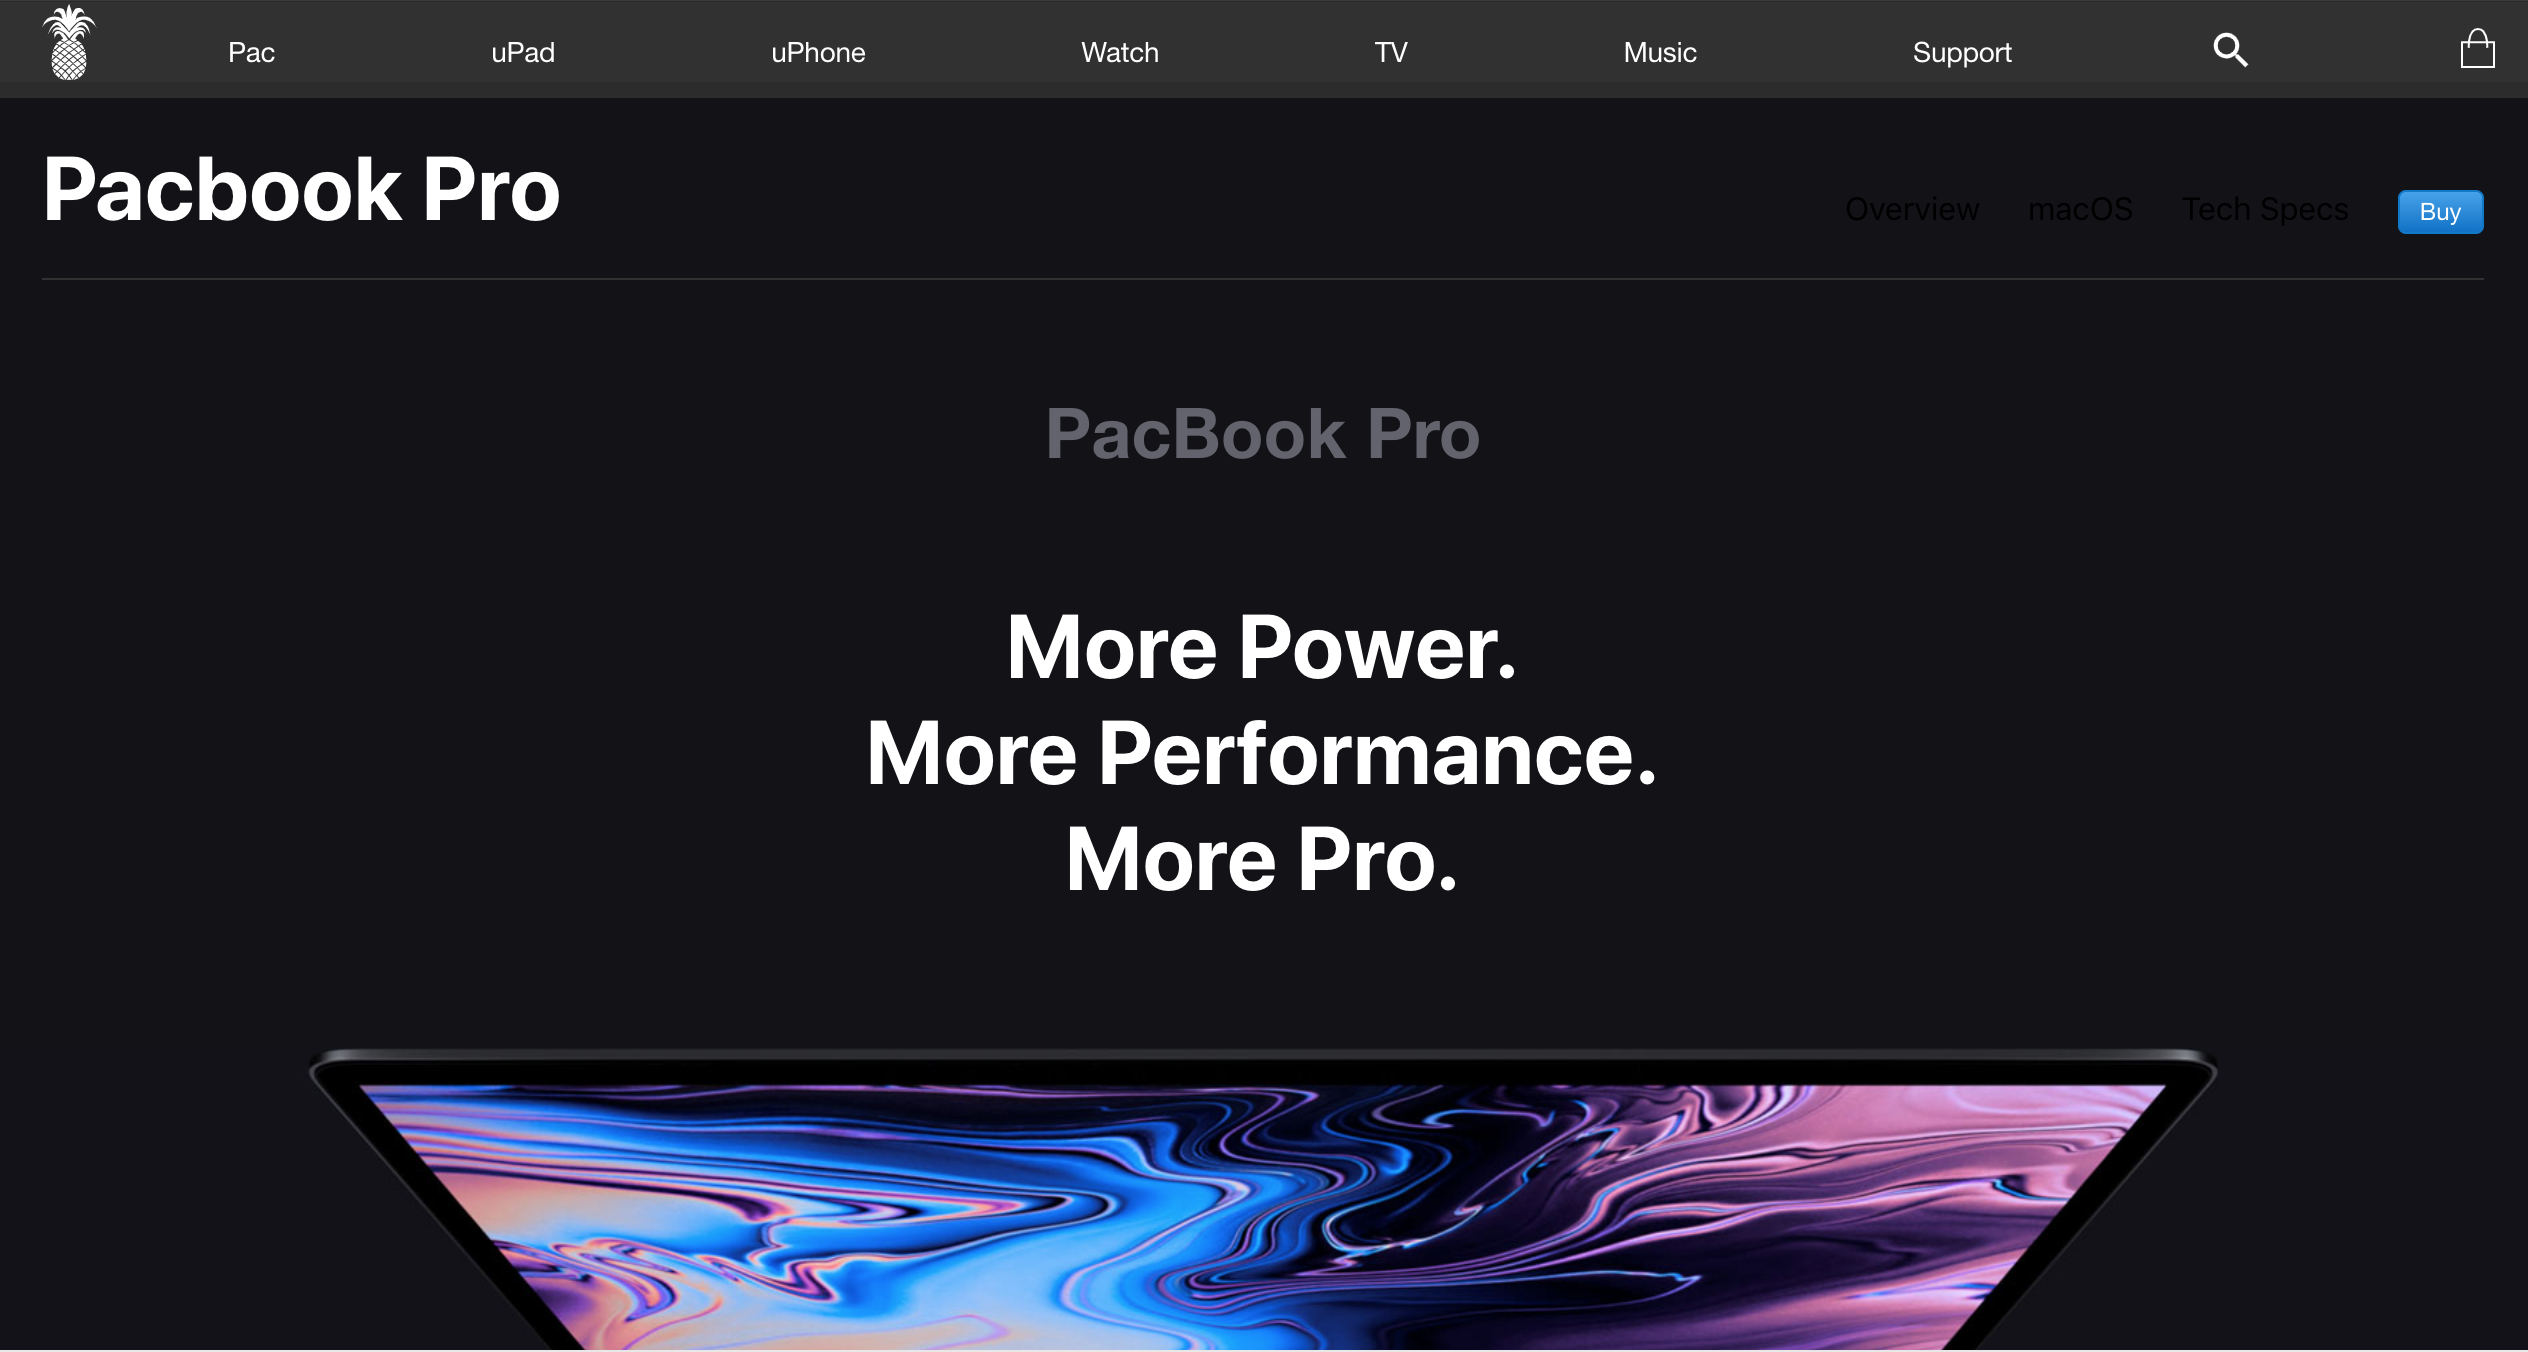 Pac uPad uPhone Watch TV Music Support
Pacbook Pro
Overview macOS Tech Specs Buy
PacBook Pro
More Power.
More Performance.
More Pro.